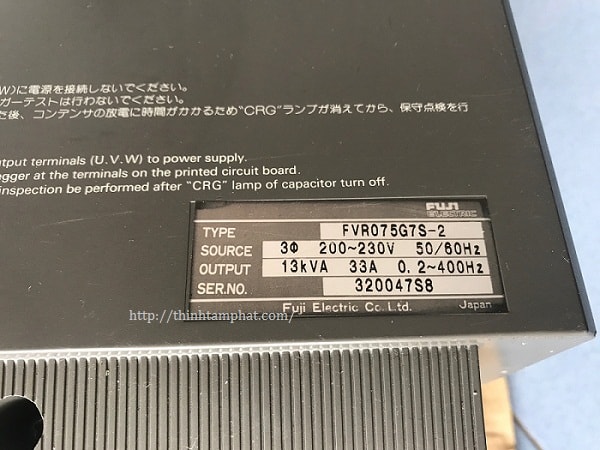 W)に電源を接続しないでください。
ガーテストは行わないでください。
た後、コンデンサの放電に時間がかかるため"CRG"ランプが消えてから、保守点検を行
tput terminals (U.V.W) to power supply.
egger at the terminals on the printed circuit board.
inspection be performed after "CRG" lamp of capacitor turn off.
FUJI
ELECTRIC
TYPE FVR075G7S-2
SOURCE 3Φ 200~230V 50/60Hz
OUTPUT 13kVA 33A 0.2~400Hz
SER.NO. 320047S8
Fuji Electric Co.,Ltd. Japan
http://thinhtamphat.com/